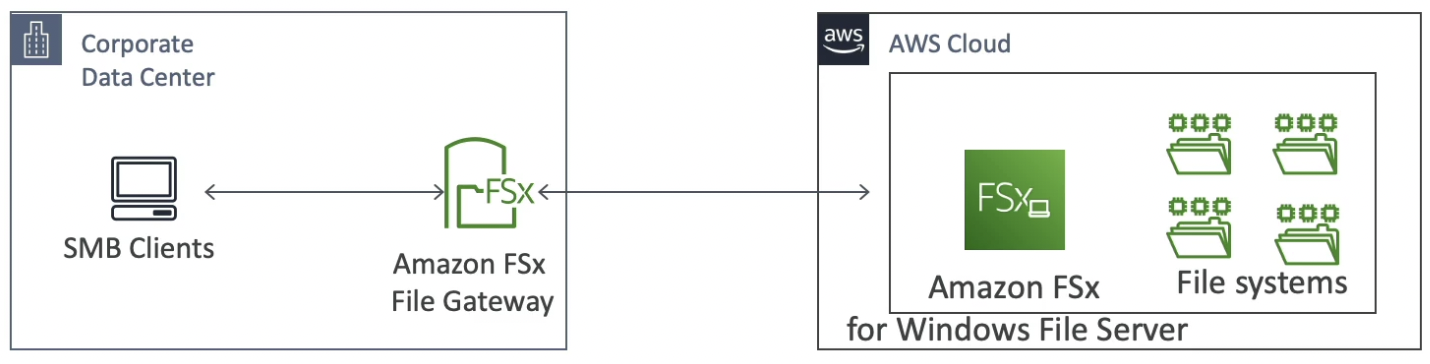 Corporate
Data Center
SMB Clients
FSx
Amazon FSx
File Gateway
aws
AWS Cloud
FSx
Amazon FSx
for Windows File Server
File systems